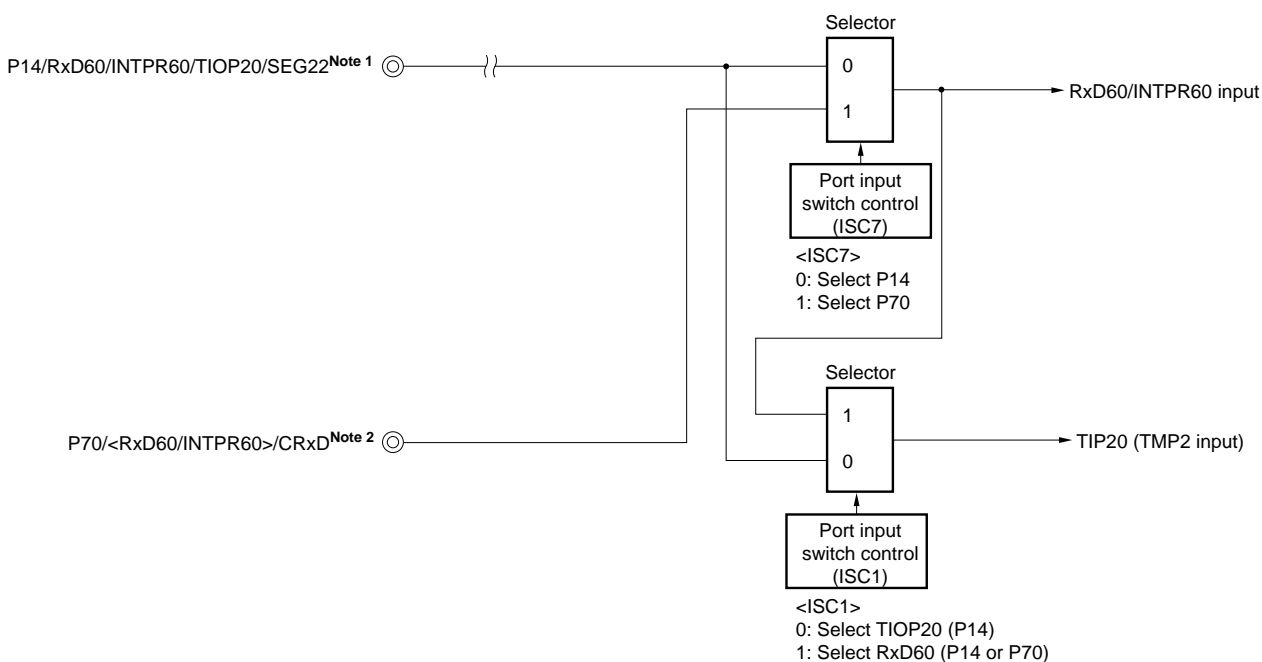 Selector
P14/RxD60/INTPR60/TIOP20/SEG22Note 1
0
RxD60/INTPR60 input
1
Port input
switch control
(ISC7)
<ISC7>
0: Select P14
1: Select P70
Selector
1
P70/<RxD60/INTPR60>/CRxDNote 2
TIP20 (TMP2 input)
0
Port input
switch control
(ISC1)
<ISC1>
0: Select TIOP20 (P14)
1: Select RxD60 (P14 or P70)